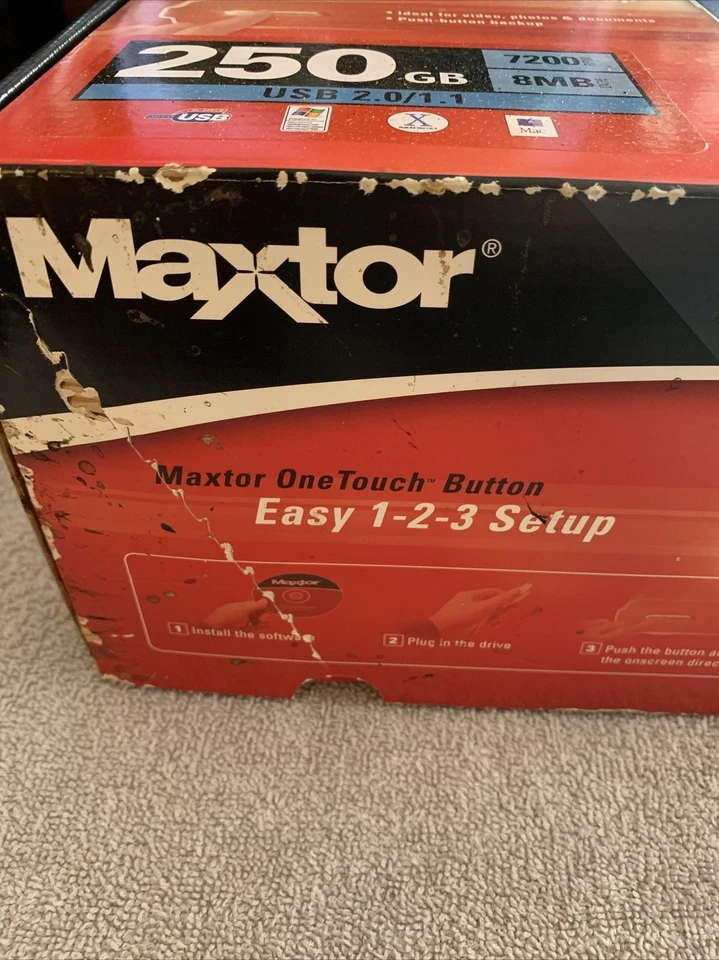 • Ideal for video, photos & documents
• Push-button backup
250 GB
7200
8MB
USB 2.0/1.1
USB
X
Mac
Maxtor®
Maxtor OneTouch™ Button
Easy 1-2-3 Setup
Maxtor
1 Install the softw
2 Plug in the drive
3 Push the button a
the onscreen direc